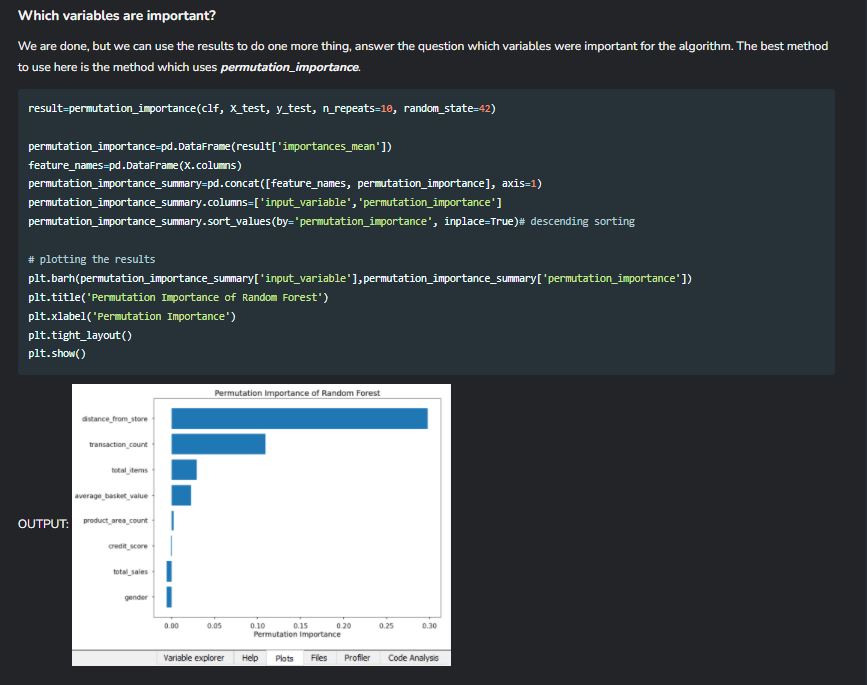 Which variables are important?
We are done, but we can use the results to do one more thing, answer the question which variables were important for the algorithm. The best method
to use here is the method which uses permutation_importance.
result=permutation_importance(clf, X_test, y_test, n_repeats=10, random_state=42)
permutation_importance=pd.DataFrame(result['importances_mean'])
feature_names=pd.DataFrame(X.columns)
permutation_importance_summary=pd.concat([feature_names, permutation_importance], axis=1)
permutation_importance_summary.columns=['input_variable','permutation_importance']
permutation_importance_summary.sort_values(by='permutation_importance', inplace=True)# descending sorting
# plotting the results
plt.barh(permutation_importance_summary['input_variable'],permutation_importance_summary['permutation_importance'])
plt.title('Permutation Importance of Random Forest')
plt.xlabel('Permutation Importance')
plt.tight_layout()
plt.show()
OUTPUT:
Permutation Importance of Random Forest
distance_from_store
transaction_count
total_items
average_basket_value
product_area_count
credit_score
total_sales
gender
0.00 0.05 0.10 0.15 0.20 0.25 0.30
Permutation Importance
Variable explorer Help Plots Files Profiler Code Analysis